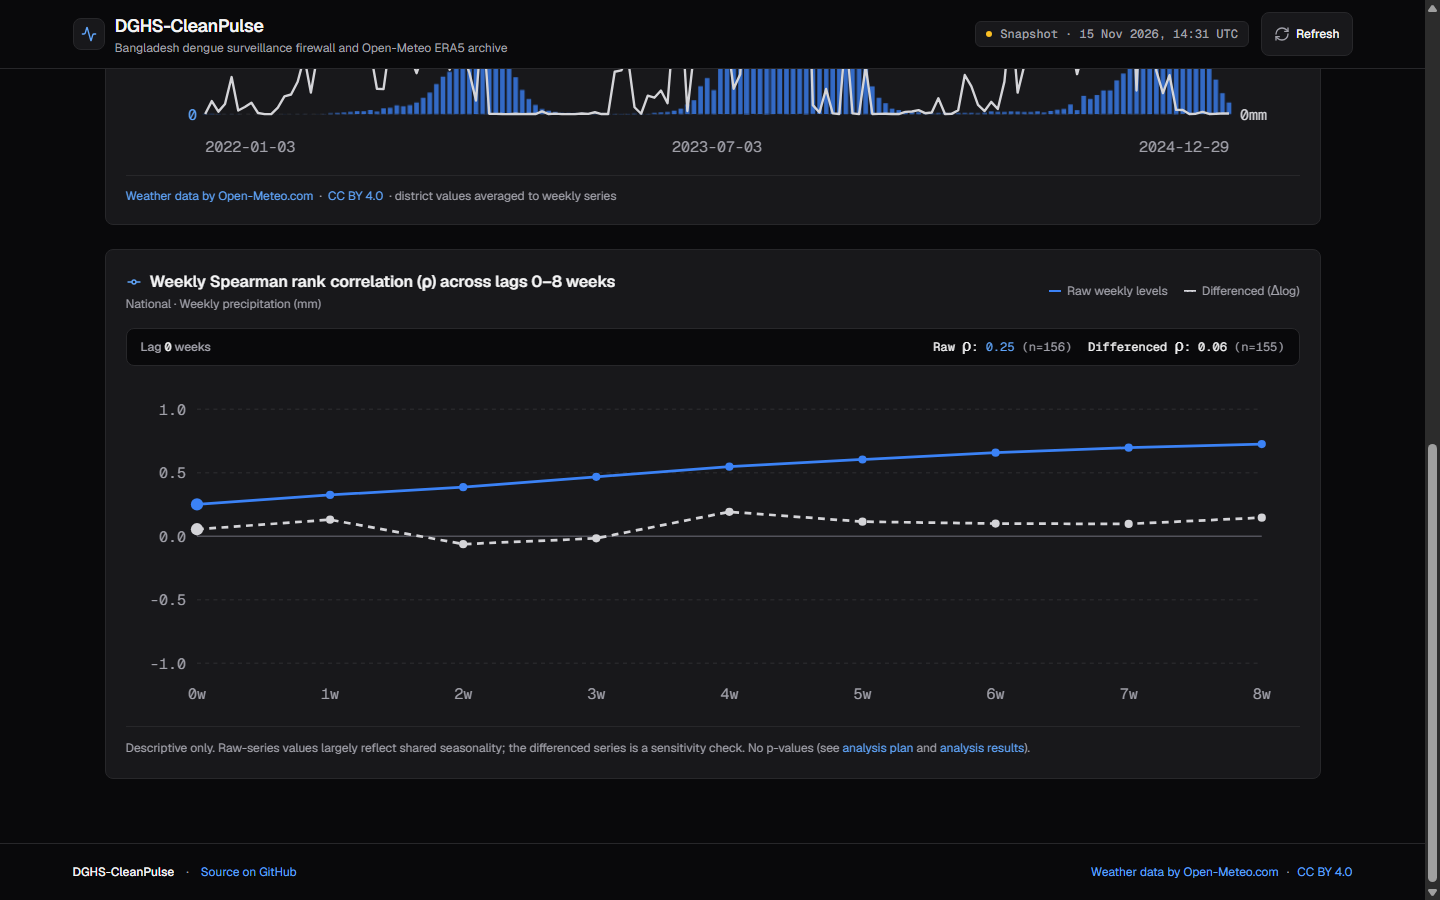 DGHS-CleanPulse
Bangladesh dengue surveillance firewall and Open-Meteo ERA5 archive
Snapshot · 15 Nov 2026, 14:31 UTC
Refresh
0
0mm
2022-01-03 2023-07-03 2024-12-29
Weather data by Open-Meteo.com · CC BY 4.0 · district values averaged to weekly series
Weekly Spearman rank correlation (ρ) across lags 0–8 weeks
National · Weekly precipitation (mm)
Raw weekly levels Differenced (Δlog)
Lag 0 weeks
Raw ρ: 0.25 (n=156) Differenced ρ: 0.06 (n=155)
1.0
0.5
0.0
-0.5
-1.0
0w 1w 2w 3w 4w 5w 6w 7w 8w
Descriptive only. Raw-series values largely reflect shared seasonality; the differenced series is a sensitivity check. No p-values (see analysis plan and analysis results).
DGHS-CleanPulse · Source on GitHub
Weather data by Open-Meteo.com · CC BY 4.0